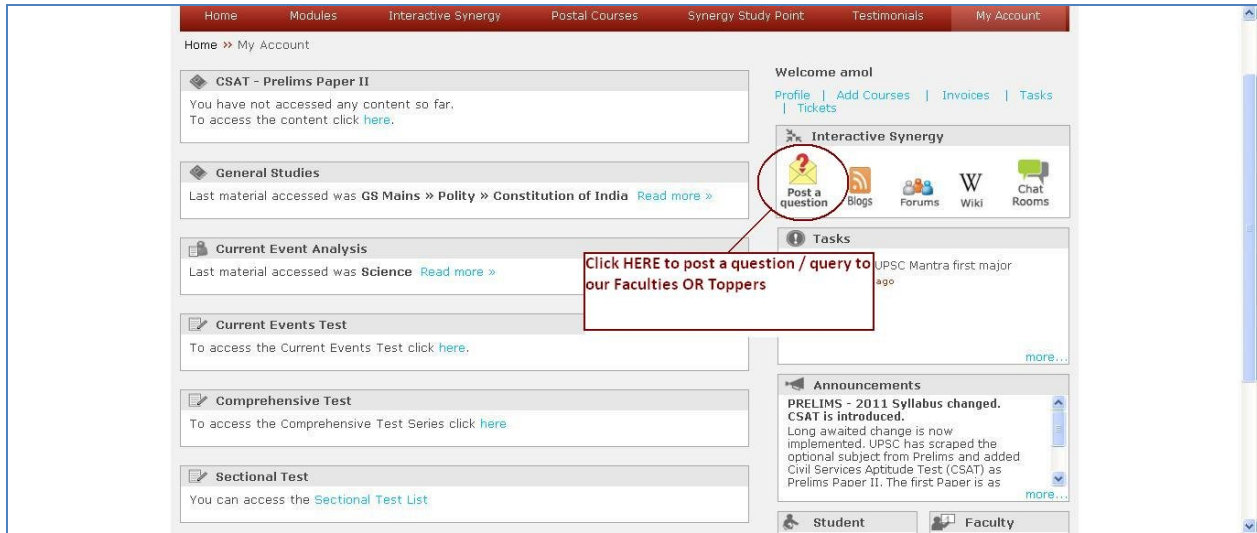 Home Modules Interactive Synergy Postal Courses Synergy Study Point Testimonials My Account
Home » My Account
CSAT - Prelims Paper II
You have not accessed any content so far.
To access the content click here.
General Studies
Last material accessed was GS Mains » Polity » Constitution of India Read more »
Current Event Analysis
Last material accessed was Science Read more »
Current Events Test
To access the Current Events Test click here.
Comprehensive Test
To access the Comprehensive Test Series click here
Sectional Test
You can access the Sectional Test List
Welcome amol
Profile | Add Courses | Invoices | Tasks
| Tickets
Interactive Synergy
Post a
question
Blogs
Forums
W
Wiki
Chat
Rooms
Tasks
Click HERE to post a question / query to
our Faculties OR Toppers
UPSC Mantra first major
ago
more...
Announcements
PRELIMS - 2011 Syllabus changed.
CSAT is introduced.
Long awaited change is now
implemented. UPSC has scraped the
optional subject from Prelims and added
Civil Services Aptitude Test (CSAT) as
Prelims Paper II. The first Paper is as
more...
Student
Faculty